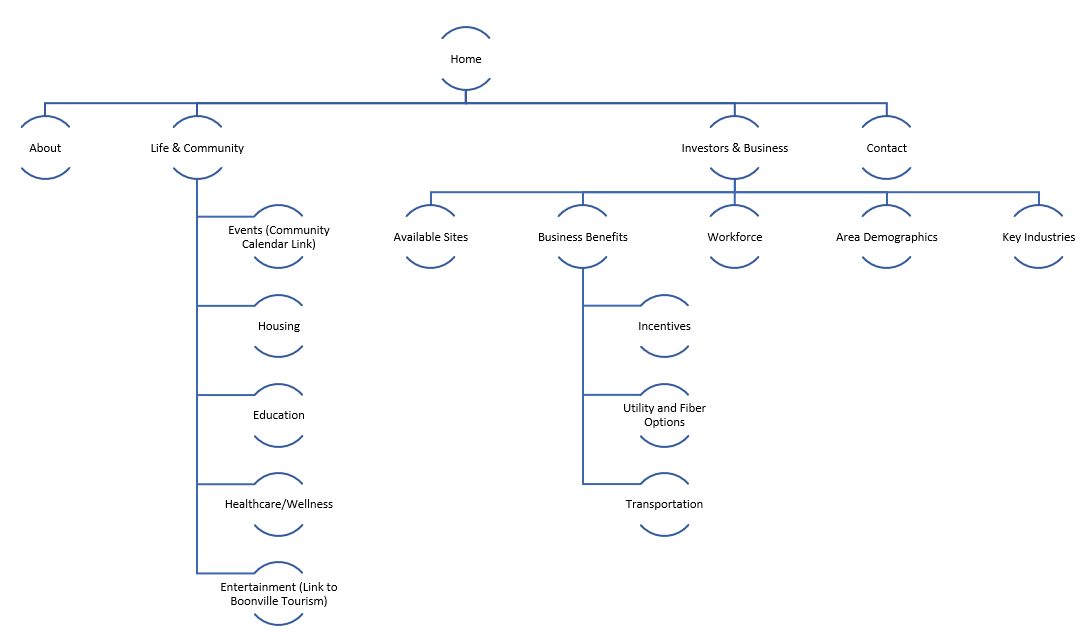 Home
About
Life & Community
Investors & Business
Contact
Events (Community
Calendar Link)
Housing
Education
Healthcare/Wellness
Entertainment (Link to
Boonville Tourism)
Available Sites
Business Benefits
Workforce
Area Demographics
Key Industries
Incentives
Utility and Fiber
Options
Transportation